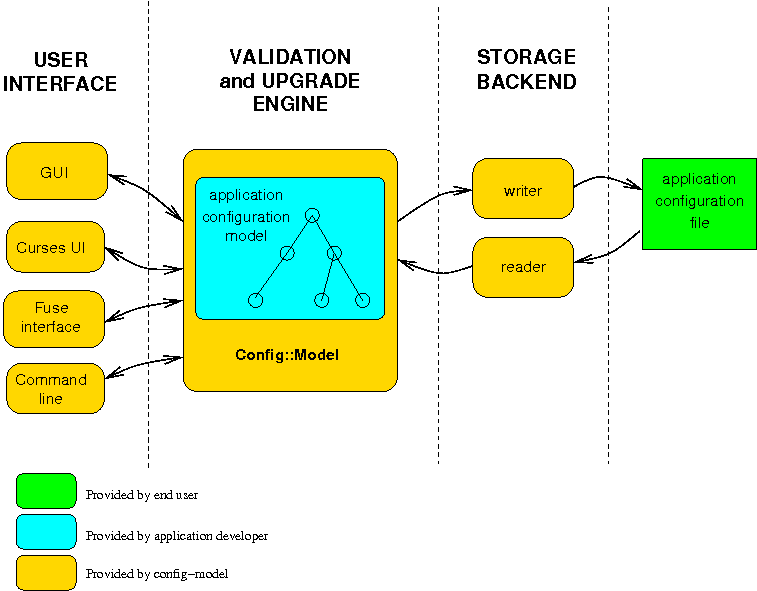 USER
INTERFACE
VALIDATION
and UPGRADE
ENGINE
STORAGE
BACKEND
GUI
Curses UI
Fuse
interface
Command
line
application
configuration
model
Config::Model
writer
reader
application
configuration
file
Provided by end user
Provided by application developer
Provided by config-model